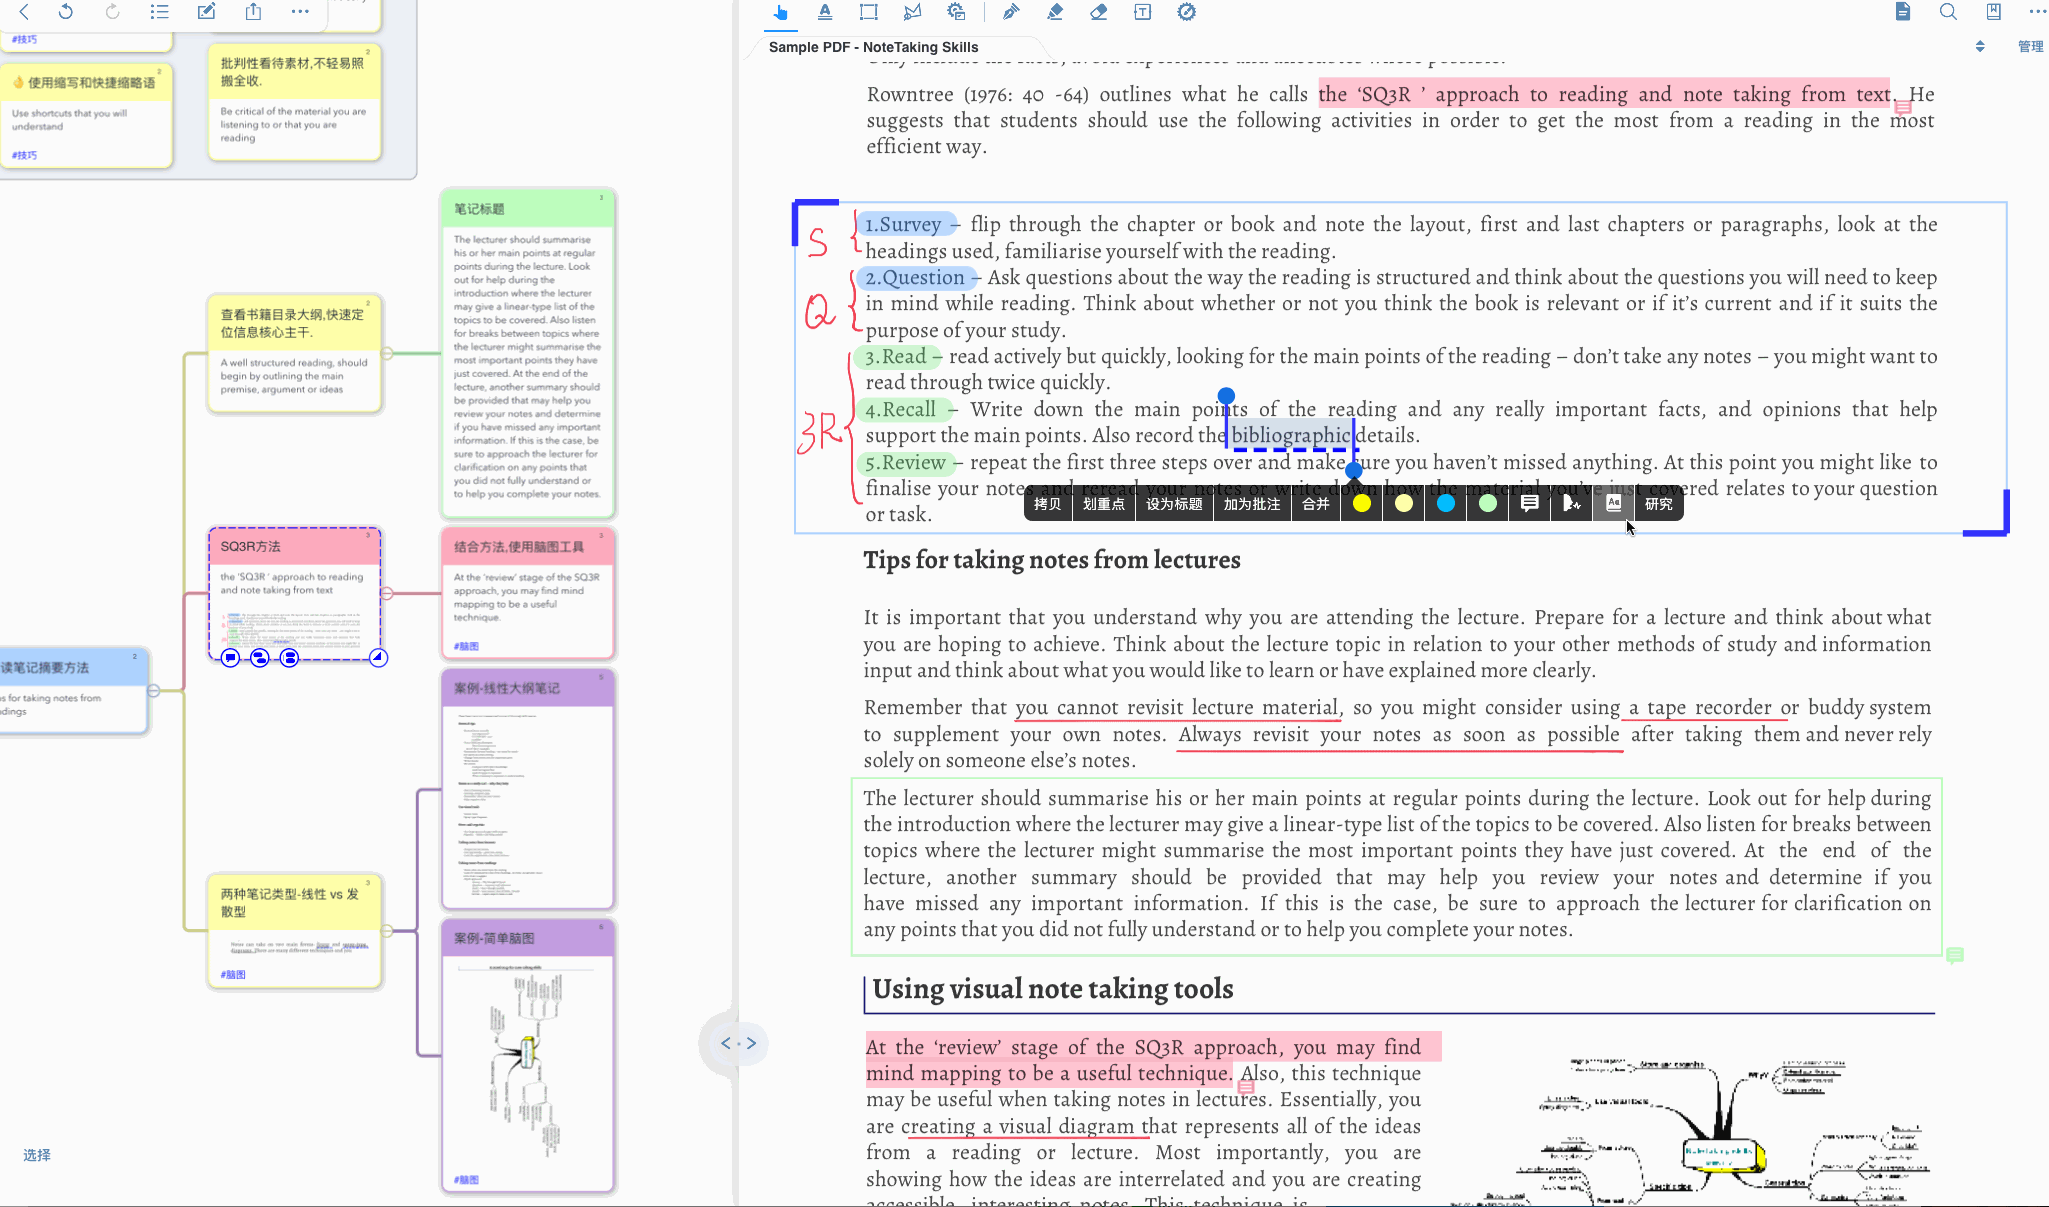 #技巧
👌 使用缩写和快捷缩略语
2
Use shortcuts that you will
understand
#技巧
批判性看待素材,不轻易照
搬全收.
2
Be critical of the material you are
listening to or that you are
reading
笔记标题
The lecturer should summarise
his or her main points at regular
points during the lecture. Look
out for help during the
introduction where the lecturer
may give a linear-type list of the
topics to be covered. Also listen
for breaks between topics where
the lecturer might summarise the
most important points they have
just covered. At the end of the
lecture, another summary should
be provided that may help you
review your notes and determine
if you have missed any important
information. If this is the case, be
sure to approach the lecturer for
clarification on any points that
you did not fully understand or
to help you complete your notes.
查看书籍目录大纲,快速定
位信息核心主干.
2
A well structured reading, should
begin by outlining the main
premise, argument or ideas
SQ3R方法
3
the 'SQ3R ' approach to reading
and note taking from text
结合方法,使用脑图工具
3
At the 'review' stage of the SQ3R
approach, you may find mind
mapping to be a useful
technique.
#脑图
读笔记摘要方法
2
s for taking notes from
dings
案例-线性大纲笔记
5
两种笔记类型-线性 vs 发
散型
3
#脑图
案例-简单脑图
6
#脑图
选择
Sample PDF - NoteTaking Skills
管理
Rowntree (1976: 40 -64) outlines what he calls the ‘SQ3R ’ approach to reading and note taking from text. He
suggests that students should use the following activities in order to get the most from a reading in the most
efficient way.
S
1.Survey – flip through the chapter or book and note the layout, first and last chapters or paragraphs, look at the
headings used, familiarise yourself with the reading.
Q
2.Question – Ask questions about the way the reading is structured and think about the questions you will need to keep
in mind while reading. Think about whether or not you think the book is relevant or if it’s current and if it suits the
purpose of your study.
3R
3.Read – read actively but quickly, looking for the main points of the reading – don’t take any notes – you might want to
read through twice quickly.
4.Recall – Write down the main points of the reading and any really important facts, and opinions that help
support the main points. Also record the bibliographic details.
5.Review – repeat the first three steps over and make sure you haven’t missed anything. At this point you might like to
finalise your notes and reread your notes or write down how the material you’ve just covered relates to your question
or task.
拷贝 划重点 设为标题 加为批注 合并 研究
Tips for taking notes from lectures
It is important that you understand why you are attending the lecture. Prepare for a lecture and think about what
you are hoping to achieve. Think about the lecture topic in relation to your other methods of study and information
input and think about what you would like to learn or have explained more clearly.
Remember that you cannot revisit lecture material, so you might consider using a tape recorder or buddy system
to supplement your own notes. Always revisit your notes as soon as possible after taking them and never rely
solely on someone else’s notes.
The lecturer should summarise his or her main points at regular points during the lecture. Look out for help during
the introduction where the lecturer may give a linear-type list of the topics to be covered. Also listen for breaks between
topics where the lecturer might summarise the most important points they have just covered. At the end of the
lecture, another summary should be provided that may help you review your notes and determine if you
have missed any important information. If this is the case, be sure to approach the lecturer for clarification on
any points that you did not fully understand or to help you complete your notes.
Using visual note taking tools
At the ‘review’ stage of the SQ3R approach, you may find
mind mapping to be a useful technique. Also, this technique
may be useful when taking notes in lectures. Essentially, you
are creating a visual diagram that represents all of the ideas
from a reading or lecture. Most importantly, you are
showing how the ideas are interrelated and you are creating
accessible, interesting notes. This technique is